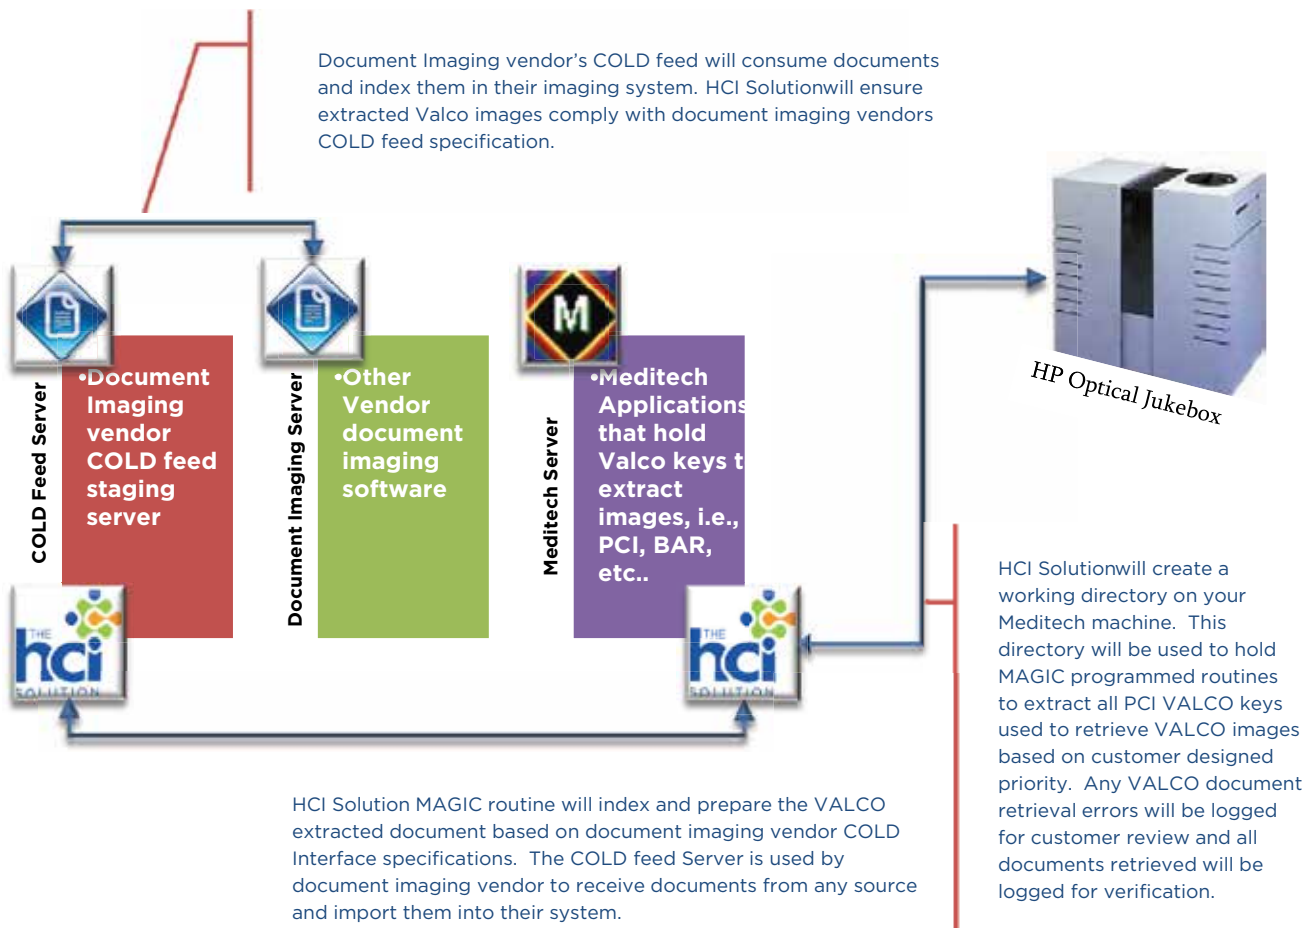 Document Imaging vendor’s COLD feed will consume documents
and index them in their imaging system. HCI Solutionwill ensure
extracted Valco images comply with document imaging vendors
COLD feed specification.
HP Optical Jukebox
COLD Feed Server
•Document
Imaging
vendor
COLD feed
staging
server
Document Imaging Server
•Other
Vendor
document
imaging
software
Meditech Server
M
•Meditech
Applications
that hold
Valco keys t
extract
images, i.e.,
PCI, BAR,
etc..
THE
hci
SOLUTION
THE
hci
SOLUTION
HCI Solutionwill create a
working directory on your
Meditech machine.  This
directory will be used to hold
MAGIC programmed routines
to extract all PCI VALCO keys
used to retrieve VALCO images
based on customer designed
priority.  Any VALCO document
retrieval errors will be logged
for customer review and all
documents retrieved will be
logged for verification.
HCI Solution MAGIC routine will index and prepare the VALCO
extracted document based on document imaging vendor COLD
Interface specifications.  The COLD feed Server is used by
document imaging vendor to receive documents from any source
and import them into their system.